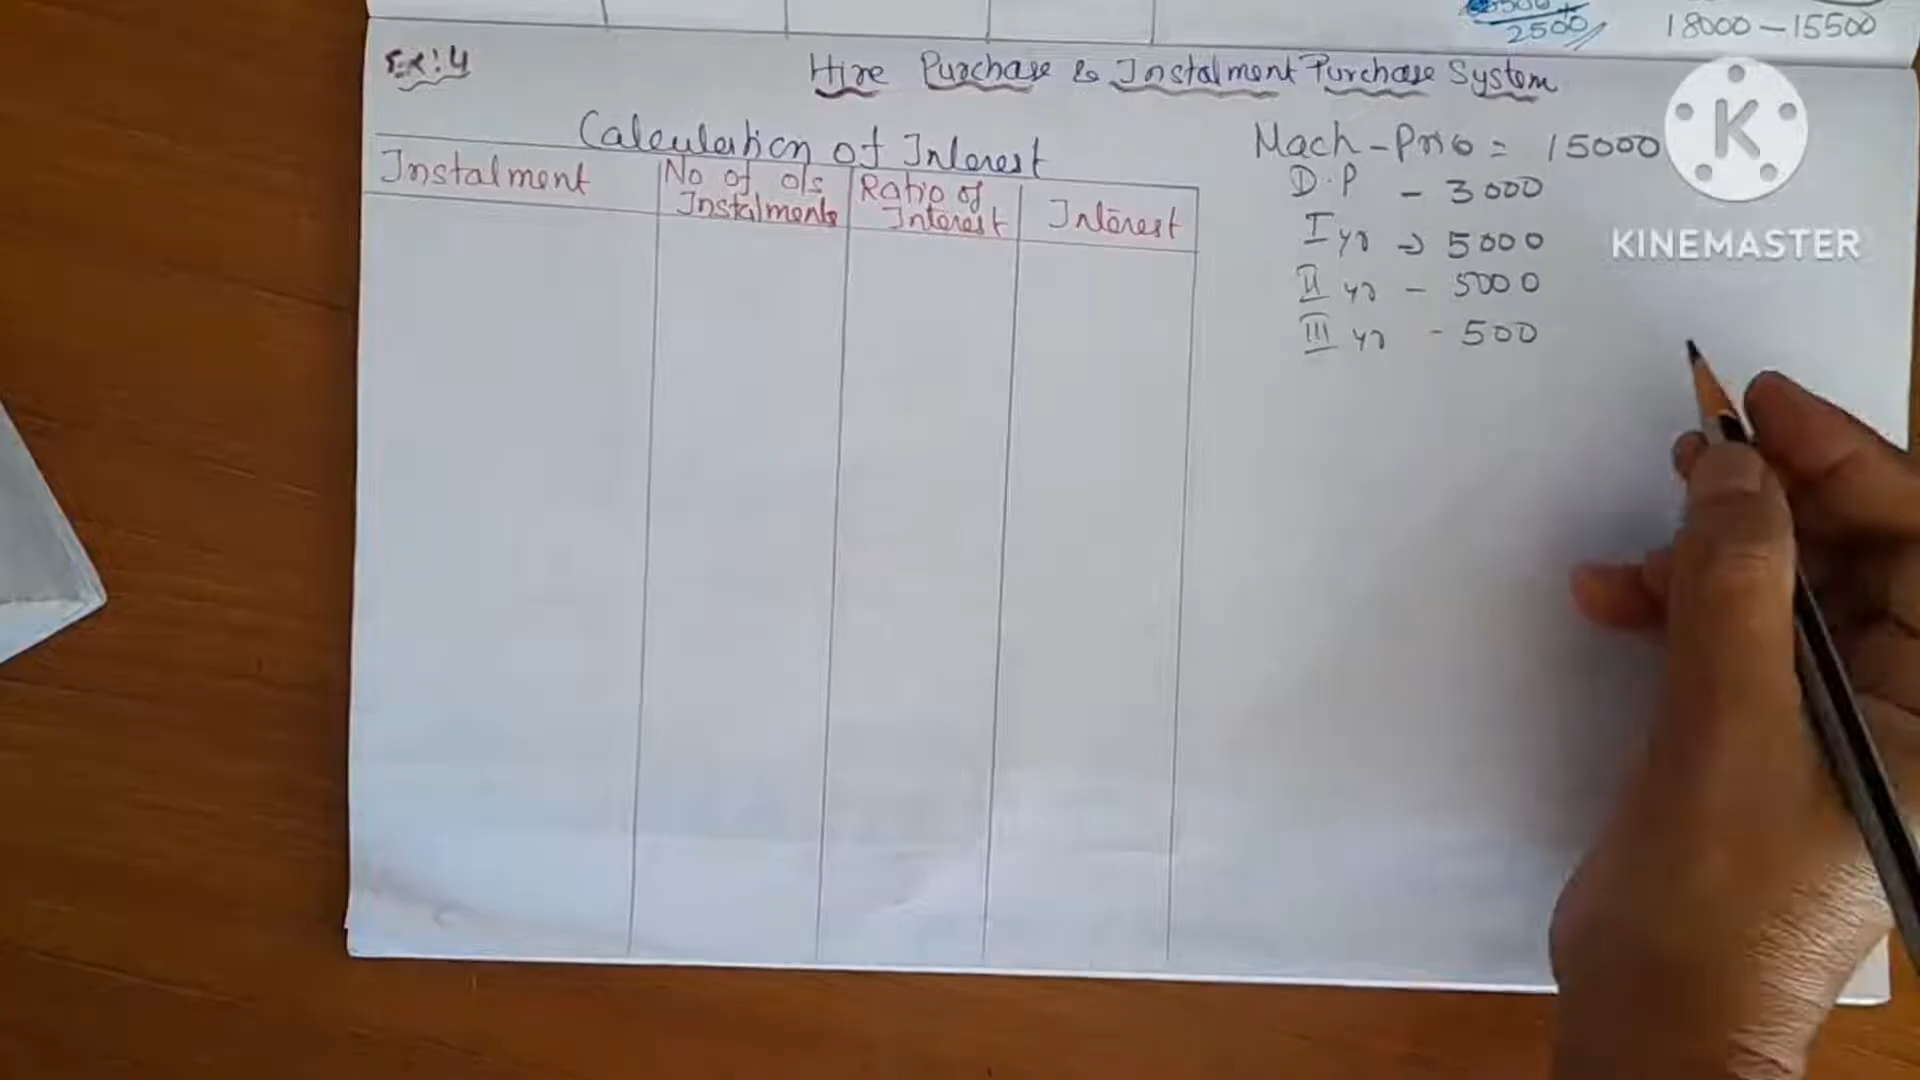 2500
18000 - 15500
Ex: 4
Hire Purchase & Instalment Purchase System
Calculation of Interest
Instalment
No of o/s Instalments
Ratio of Interest
Interest
Mach - Price = 15000
D.P - 3000
I yr → 5000
II yr - 5000
III yr - 500
K
KINEMASTER